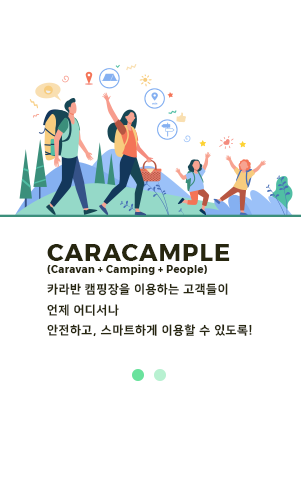 CARACAMPLE
(Caravan + Camping + People)
카라반 캠핑장을 이용하는 고객들이
언제 어디서나
안전하고, 스마트하게 이용할 수 있도록!